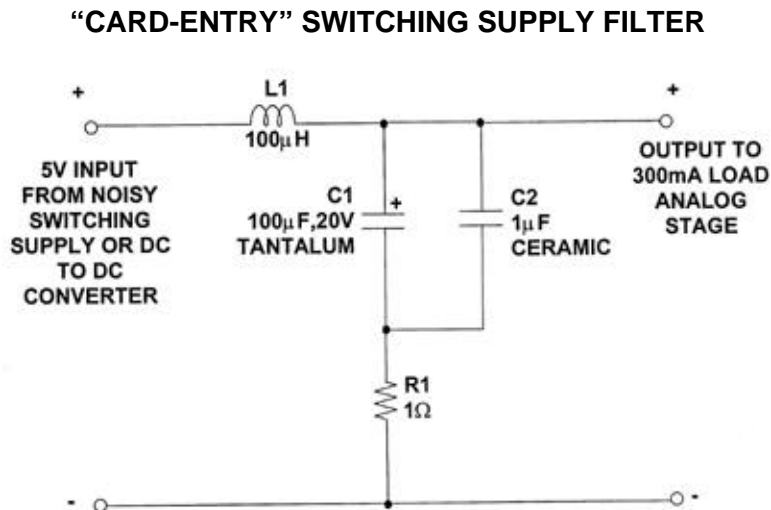 “CARD-ENTRY” SWITCHING SUPPLY FILTER
+
L1
100μH
+
5V INPUT
FROM NOISY
SWITCHING
SUPPLY OR DC
TO DC
CONVERTER
C1
100μF,20V
TANTALUM
+
C2
1μF
CERAMIC
OUTPUT TO
300mA LOAD
ANALOG
STAGE
R1
1Ω
-
-